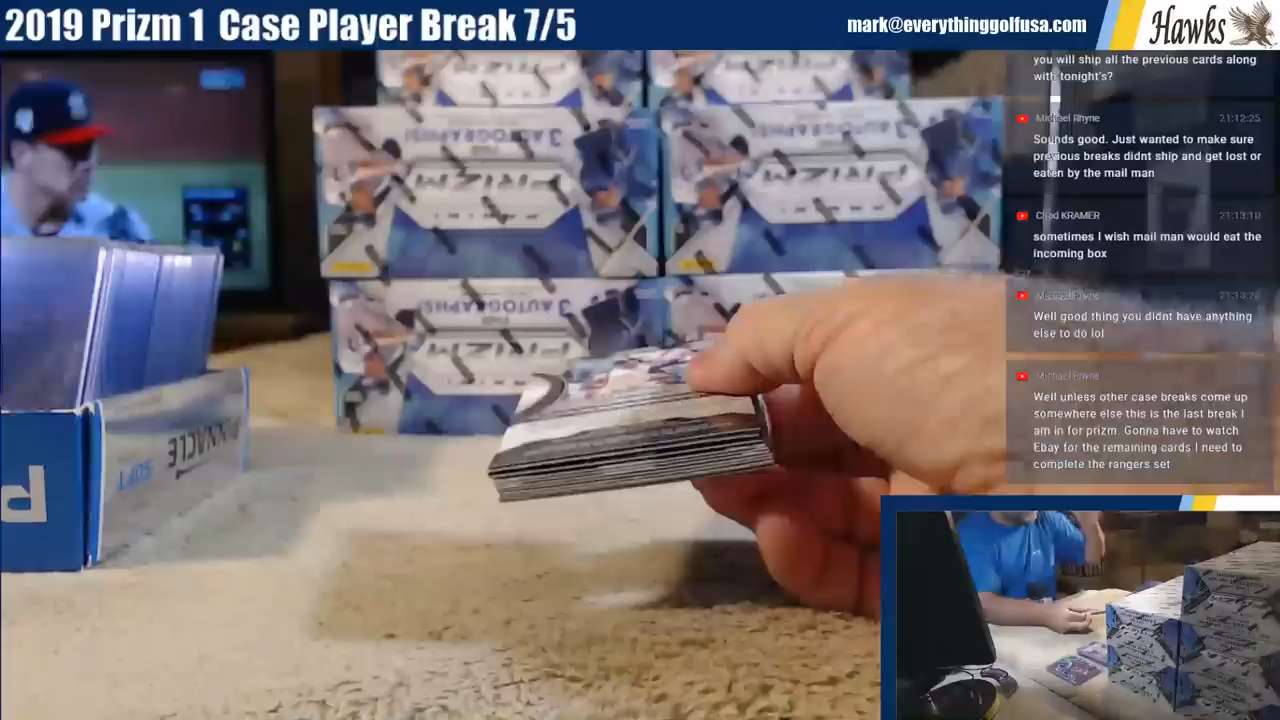 2019 Prizm 1 Case Player Break 7/5
mark@everythinggolfusa.com
Hawks
you will ship all the previous cards along
with tonight's?
Michael Rhyne 21:12:25
Sounds good. Just wanted to make sure
previous breaks didnt ship and get lost or
eaten by the mail man
Chad KRAMER 21:13:10
sometimes I wish mail man would eat the
incoming box
Michael Rhyne
Well good thing you didnt have anything
else to do lol
Michael Rhyne
Well unless other case breaks come up
somewhere else this is the last break I
am in for prizm. Gonna have to watch
Ebay for the remaining cards I need to
complete the rangers set
3 AUTOGRAPHS!
PRIZM
3 AUTOGRAPHS!
PRIZM
3 AUTOGRAPHS!
PRIZM
PINNACLE
P